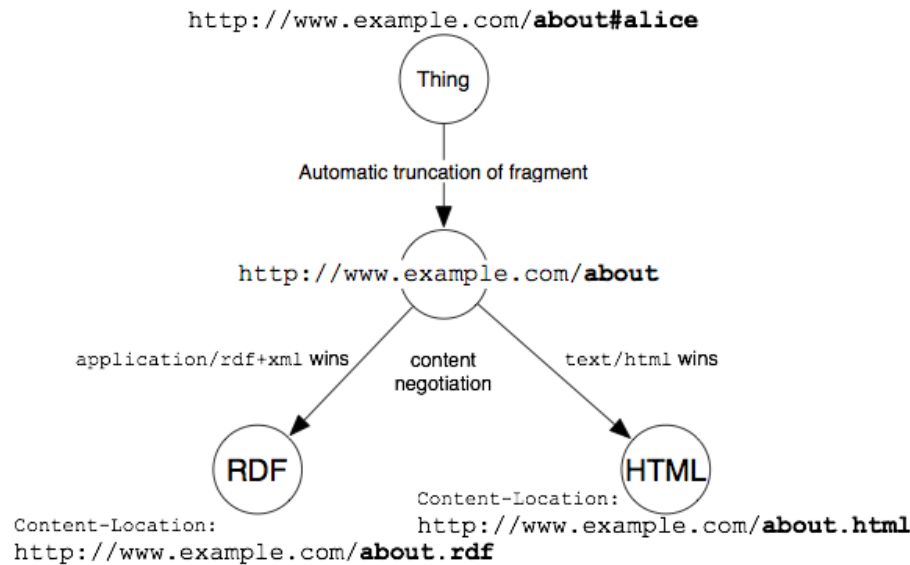 http://www.example.com/about#alice
Thing
Automatic truncation of fragment
http://www.example.com/about
application/rdf+xml wins
content
negotiation
text/html wins
RDF
HTML
Content-Location:
http://www.example.com/about.rdf
Content-Location:
http://www.example.com/about.html